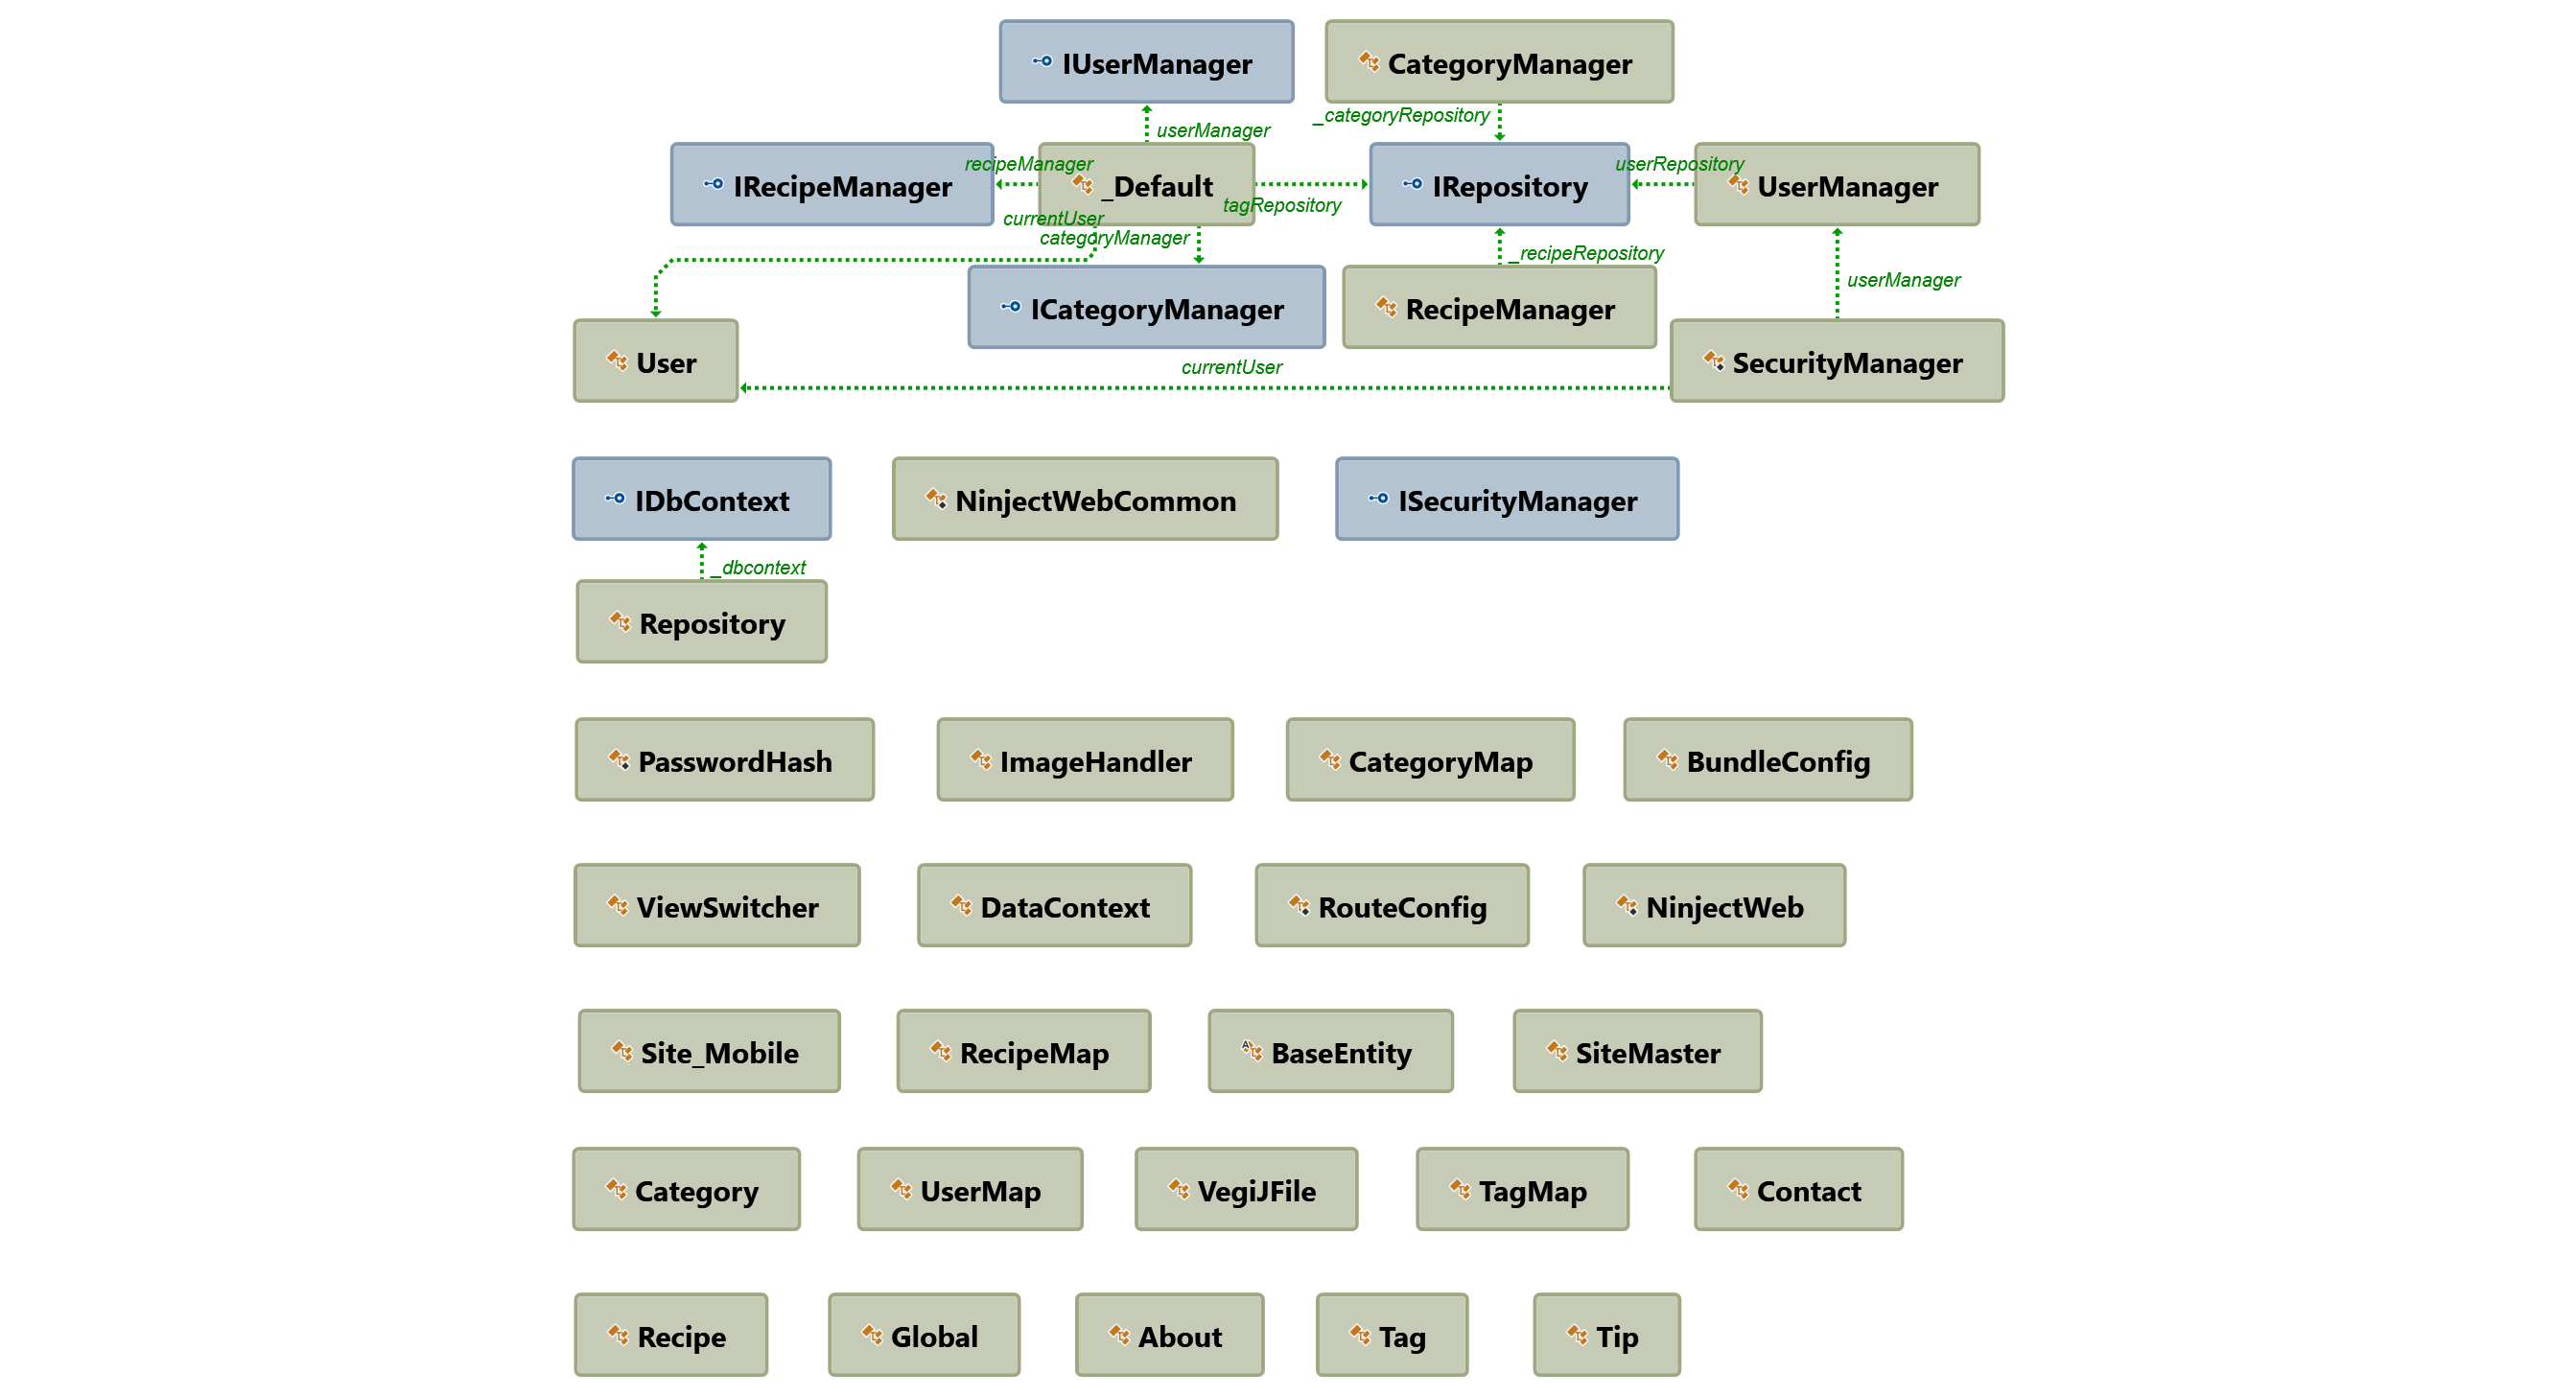 IUserManager
CategoryManager
_categoryRepository
userManager
recipeManager
userRepository
IRecipeManager
_Default
IRepository
UserManager
tagRepository
currentUser
categoryManager
_recipeRepository
userManager
ICategoryManager
RecipeManager
User
SecurityManager
currentUser
IDbContext
NinjectWebCommon
ISecurityManager
_dbcontext
Repository
PasswordHash
ImageHandler
CategoryMap
BundleConfig
ViewSwitcher
DataContext
RouteConfig
NinjectWeb
Site_Mobile
RecipeMap
BaseEntity
SiteMaster
Category
UserMap
VegiJFile
TagMap
Contact
Recipe
Global
About
Tag
Tip